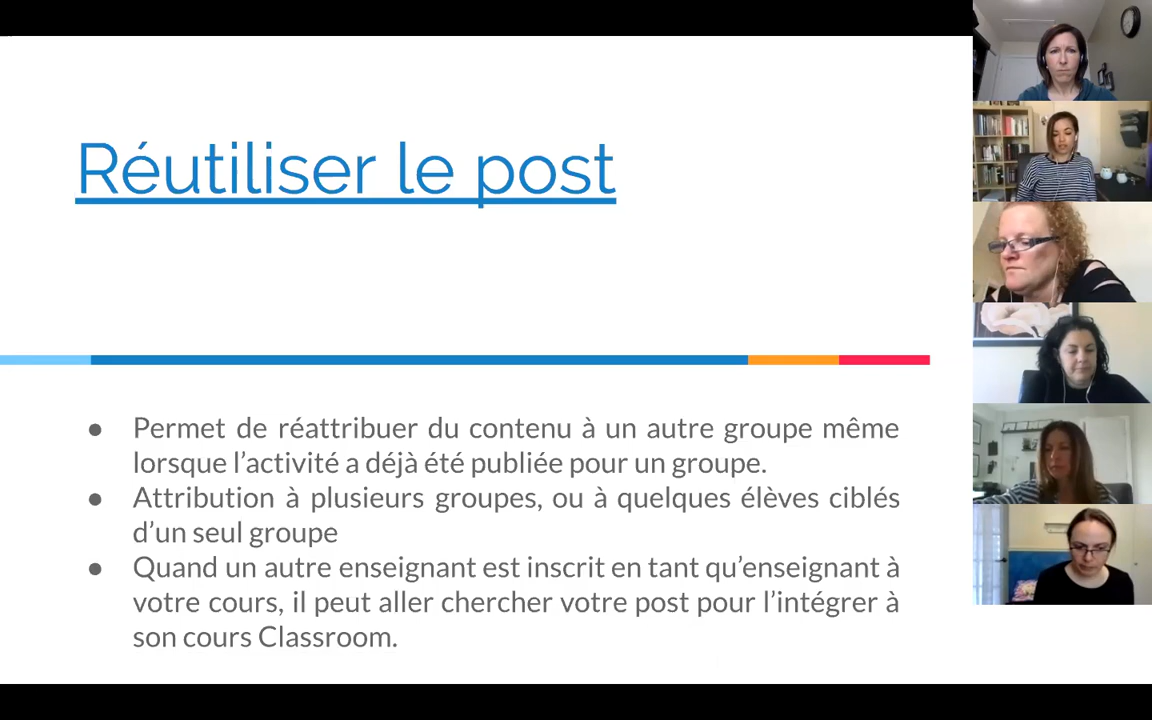 Réutiliser le post
● Permet de réattribuer du contenu à un autre groupe même
lorsque l’activité a déjà été publiée pour un groupe.
● Attribution à plusieurs groupes, ou à quelques élèves ciblés
d’un seul groupe
● Quand un autre enseignant est inscrit en tant qu’enseignant à
votre cours, il peut aller chercher votre post pour l’intégrer à
son cours Classroom.